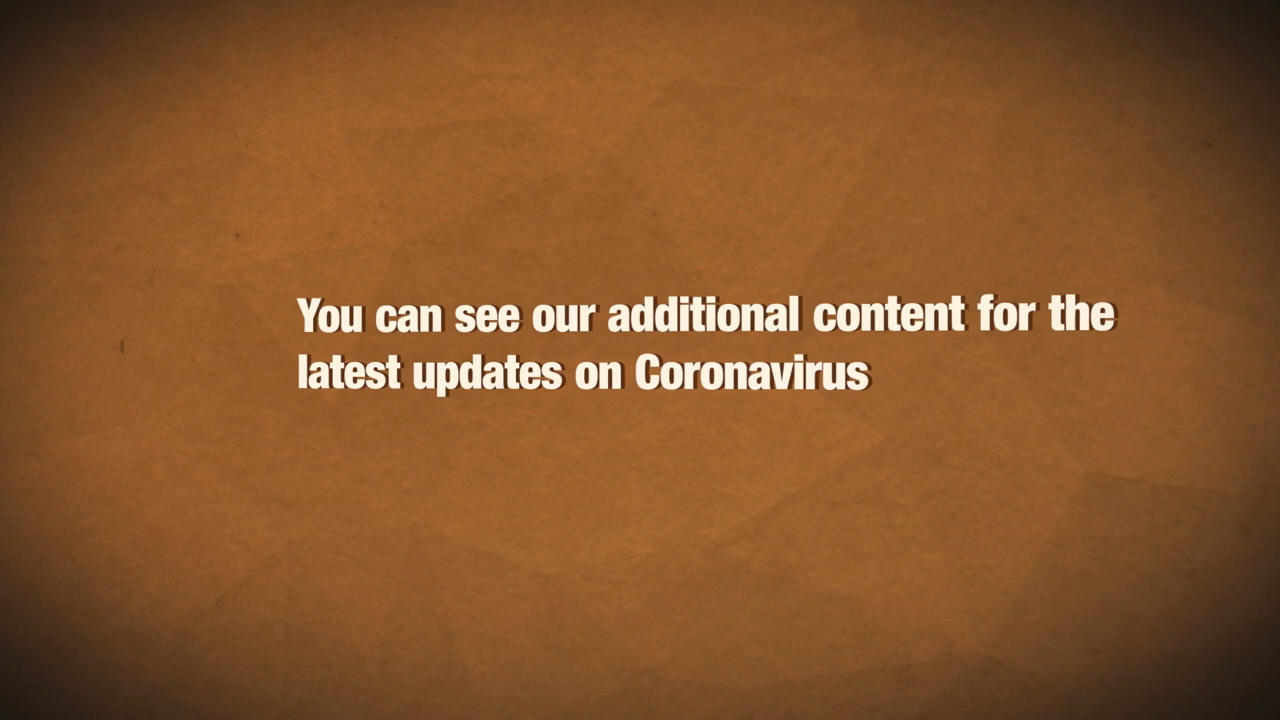 You can see our additional content for the
latest updates on Coronavirus